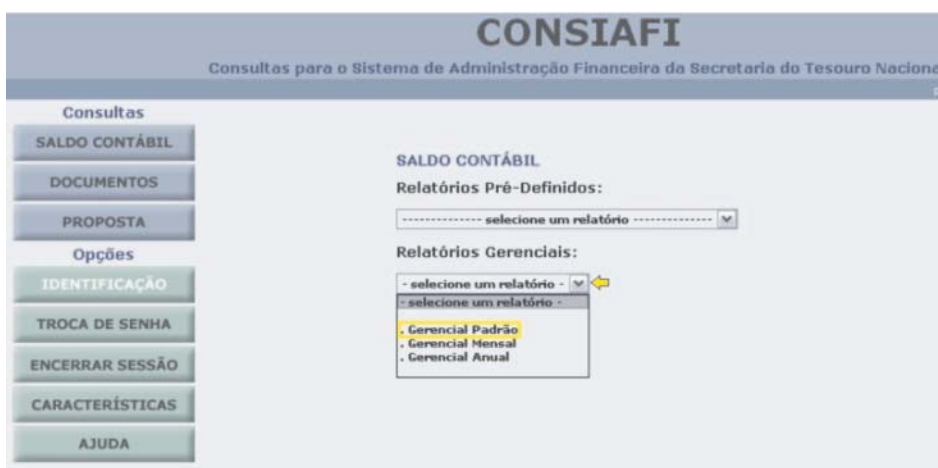 CONSIAFI
Consultas para o Sistema de Administração Financeira da Secretaria do Tesouro Naciona
Consultas
SALDO CONTÁBIL
DOCUMENTOS
PROPOSTA
Opções
IDENTIFICAÇÃO
TROCA DE SENHA
ENCERRAR SESSÃO
CARACTERÍSTICAS
AJUDA
SALDO CONTÁBIL
Relatórios Pré-Definidos:
-------------- selecione um relatório --------------
Relatórios Gerenciais:
- selecione um relatório -
- selecione um relatório -
. Gerencial Padrão
. Gerencial Mensal
. Gerencial Anual